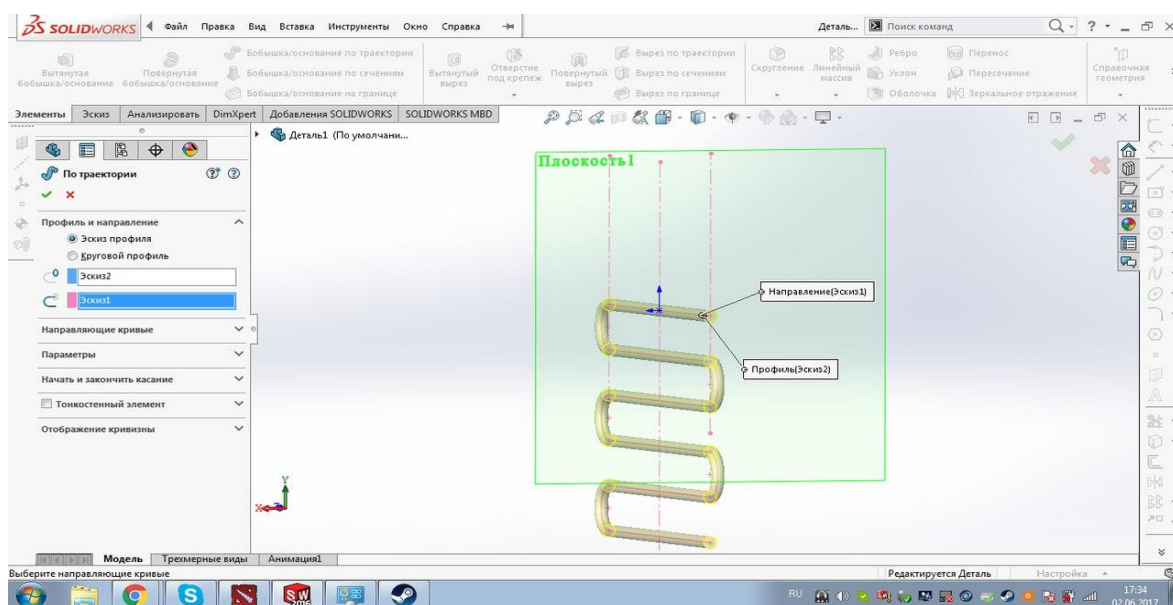 SOLIDWORKS Файл Правка Вид Вставка Инструменты Окно Справка Деталь... Поиск команд
Вытянутая бобышка/основание
Повернутая бобышка/основание
Бобышка/основание по траектории
Бобышка/основание по сечениям
Бобышка/основание на границе
Вытянутый вырез
Отверстие под крепеж
Повернутый вырез
Вырез по траектории
Вырез по сечениям
Вырез по границе
Скругление
Линейный массив
Ребро
Уклон
Оболочка
Перенос
Пересечение
Зеркальное отражение
Справочная геометрия
Элементы Эскиз Анализировать DimXpert Добавления SOLIDWORKS SOLIDWORKS MBD
Деталь1 (По умолчани...
По траектории
Профиль и направление
Эскиз профиля
Круговой профиль
Эскиз2
Эскиз1
Направляющие кривые
Параметры
Начать и закончить касание
Тонкостенный элемент
Отображение кривизны
Плоскость1
Направление(Эскиз1)
Профиль(Эскиз2)
Y
X
Модель Трехмерные виды Анимация1
Выберите направляющие кривые Редактируется Деталь Настройка
SW 2016
RU 17:34
02.06.2017